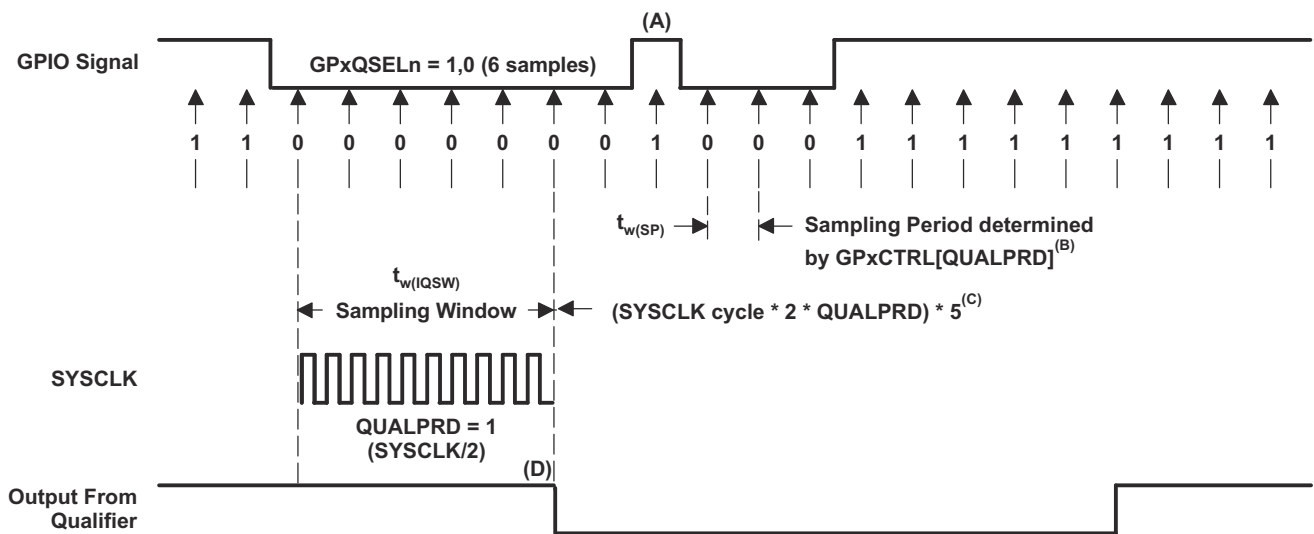 (A)
GPIO Signal
GPxQSELn = 1,0 (6 samples)
1 1 0 0 0 0 0 0 0 1 0 0 0 1 1 1 1 1 1 1 1 1
tw(SP)
Sampling Period determined
by GPxCTRL[QUALPRD](B)
tw(IQSW)
Sampling Window
(SYSCLK cycle * 2 * QUALPRD) * 5(C)
SYSCLK
QUALPRD = 1
(SYSCLK/2)
(D)
Output From
Qualifier